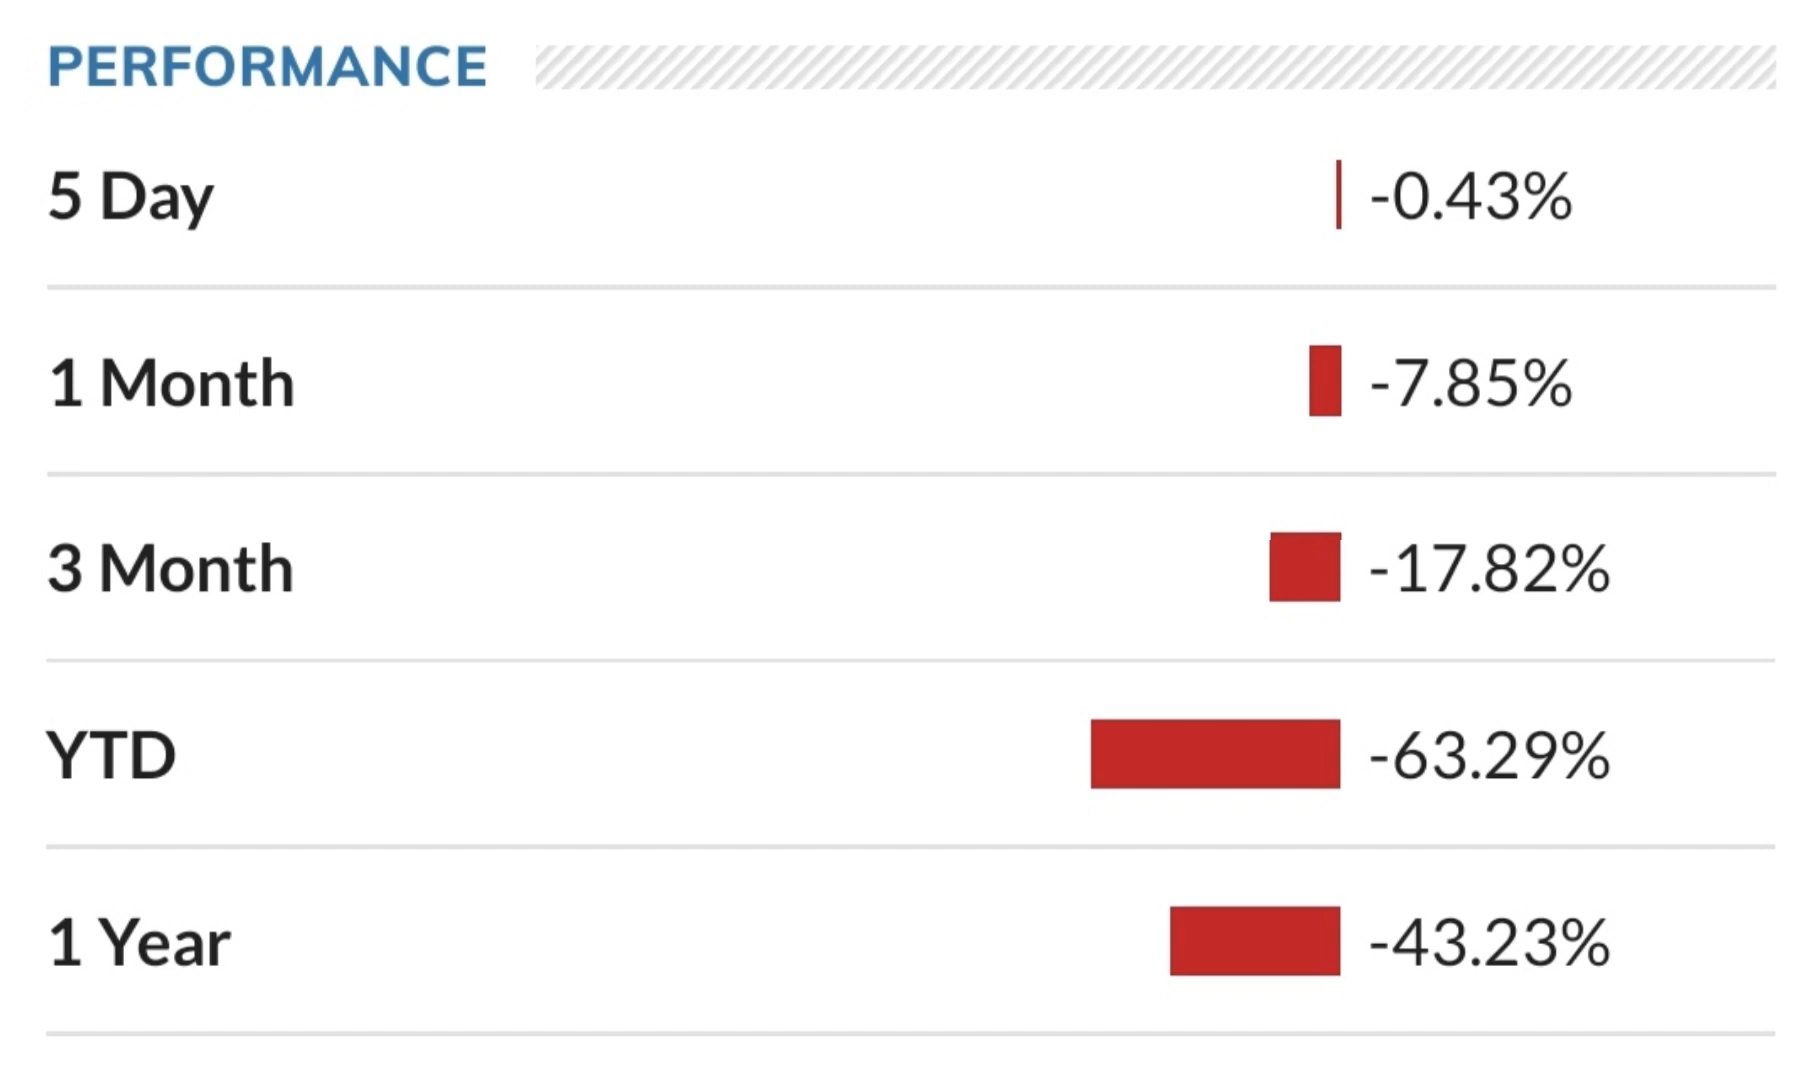 PERFORMANCE
5 Day -0.43%
1 Month -7.85%
3 Month -17.82%
YTD -63.29%
1 Year -43.23%